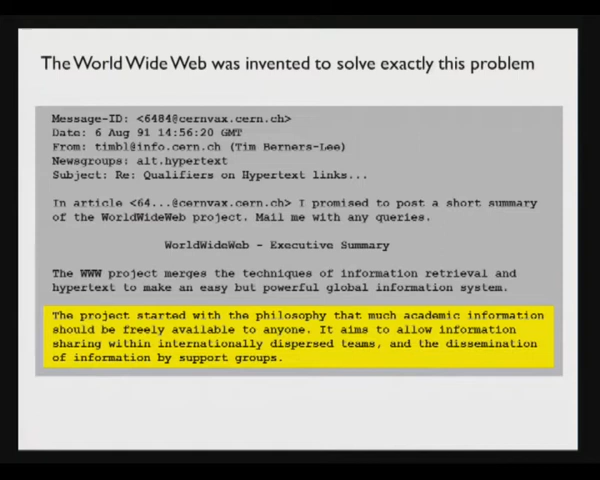 The World Wide Web was invented to solve exactly this problem
Message-ID: <6484@cernvax.cern.ch>
Date: 6 Aug 91 14:56:20 GMT
From: timbl@info.cern.ch (Tim Berners-Lee)
Newsgroups: alt.hypertext
Subject: Re: Qualifiers on Hypertext links...
In article <64...@cernvax.cern.ch> I promised to post a short summary
of the WorldWideWeb project. Mail me with any queries.
WorldWideWeb - Executive Summary
The WWW project merges the techniques of information retrieval and
hypertext to make an easy but powerful global information system.
The project started with the philosophy that much academic information
should be freely available to anyone. It aims to allow information
sharing within internationally dispersed teams, and the dissemination
of information by support groups.